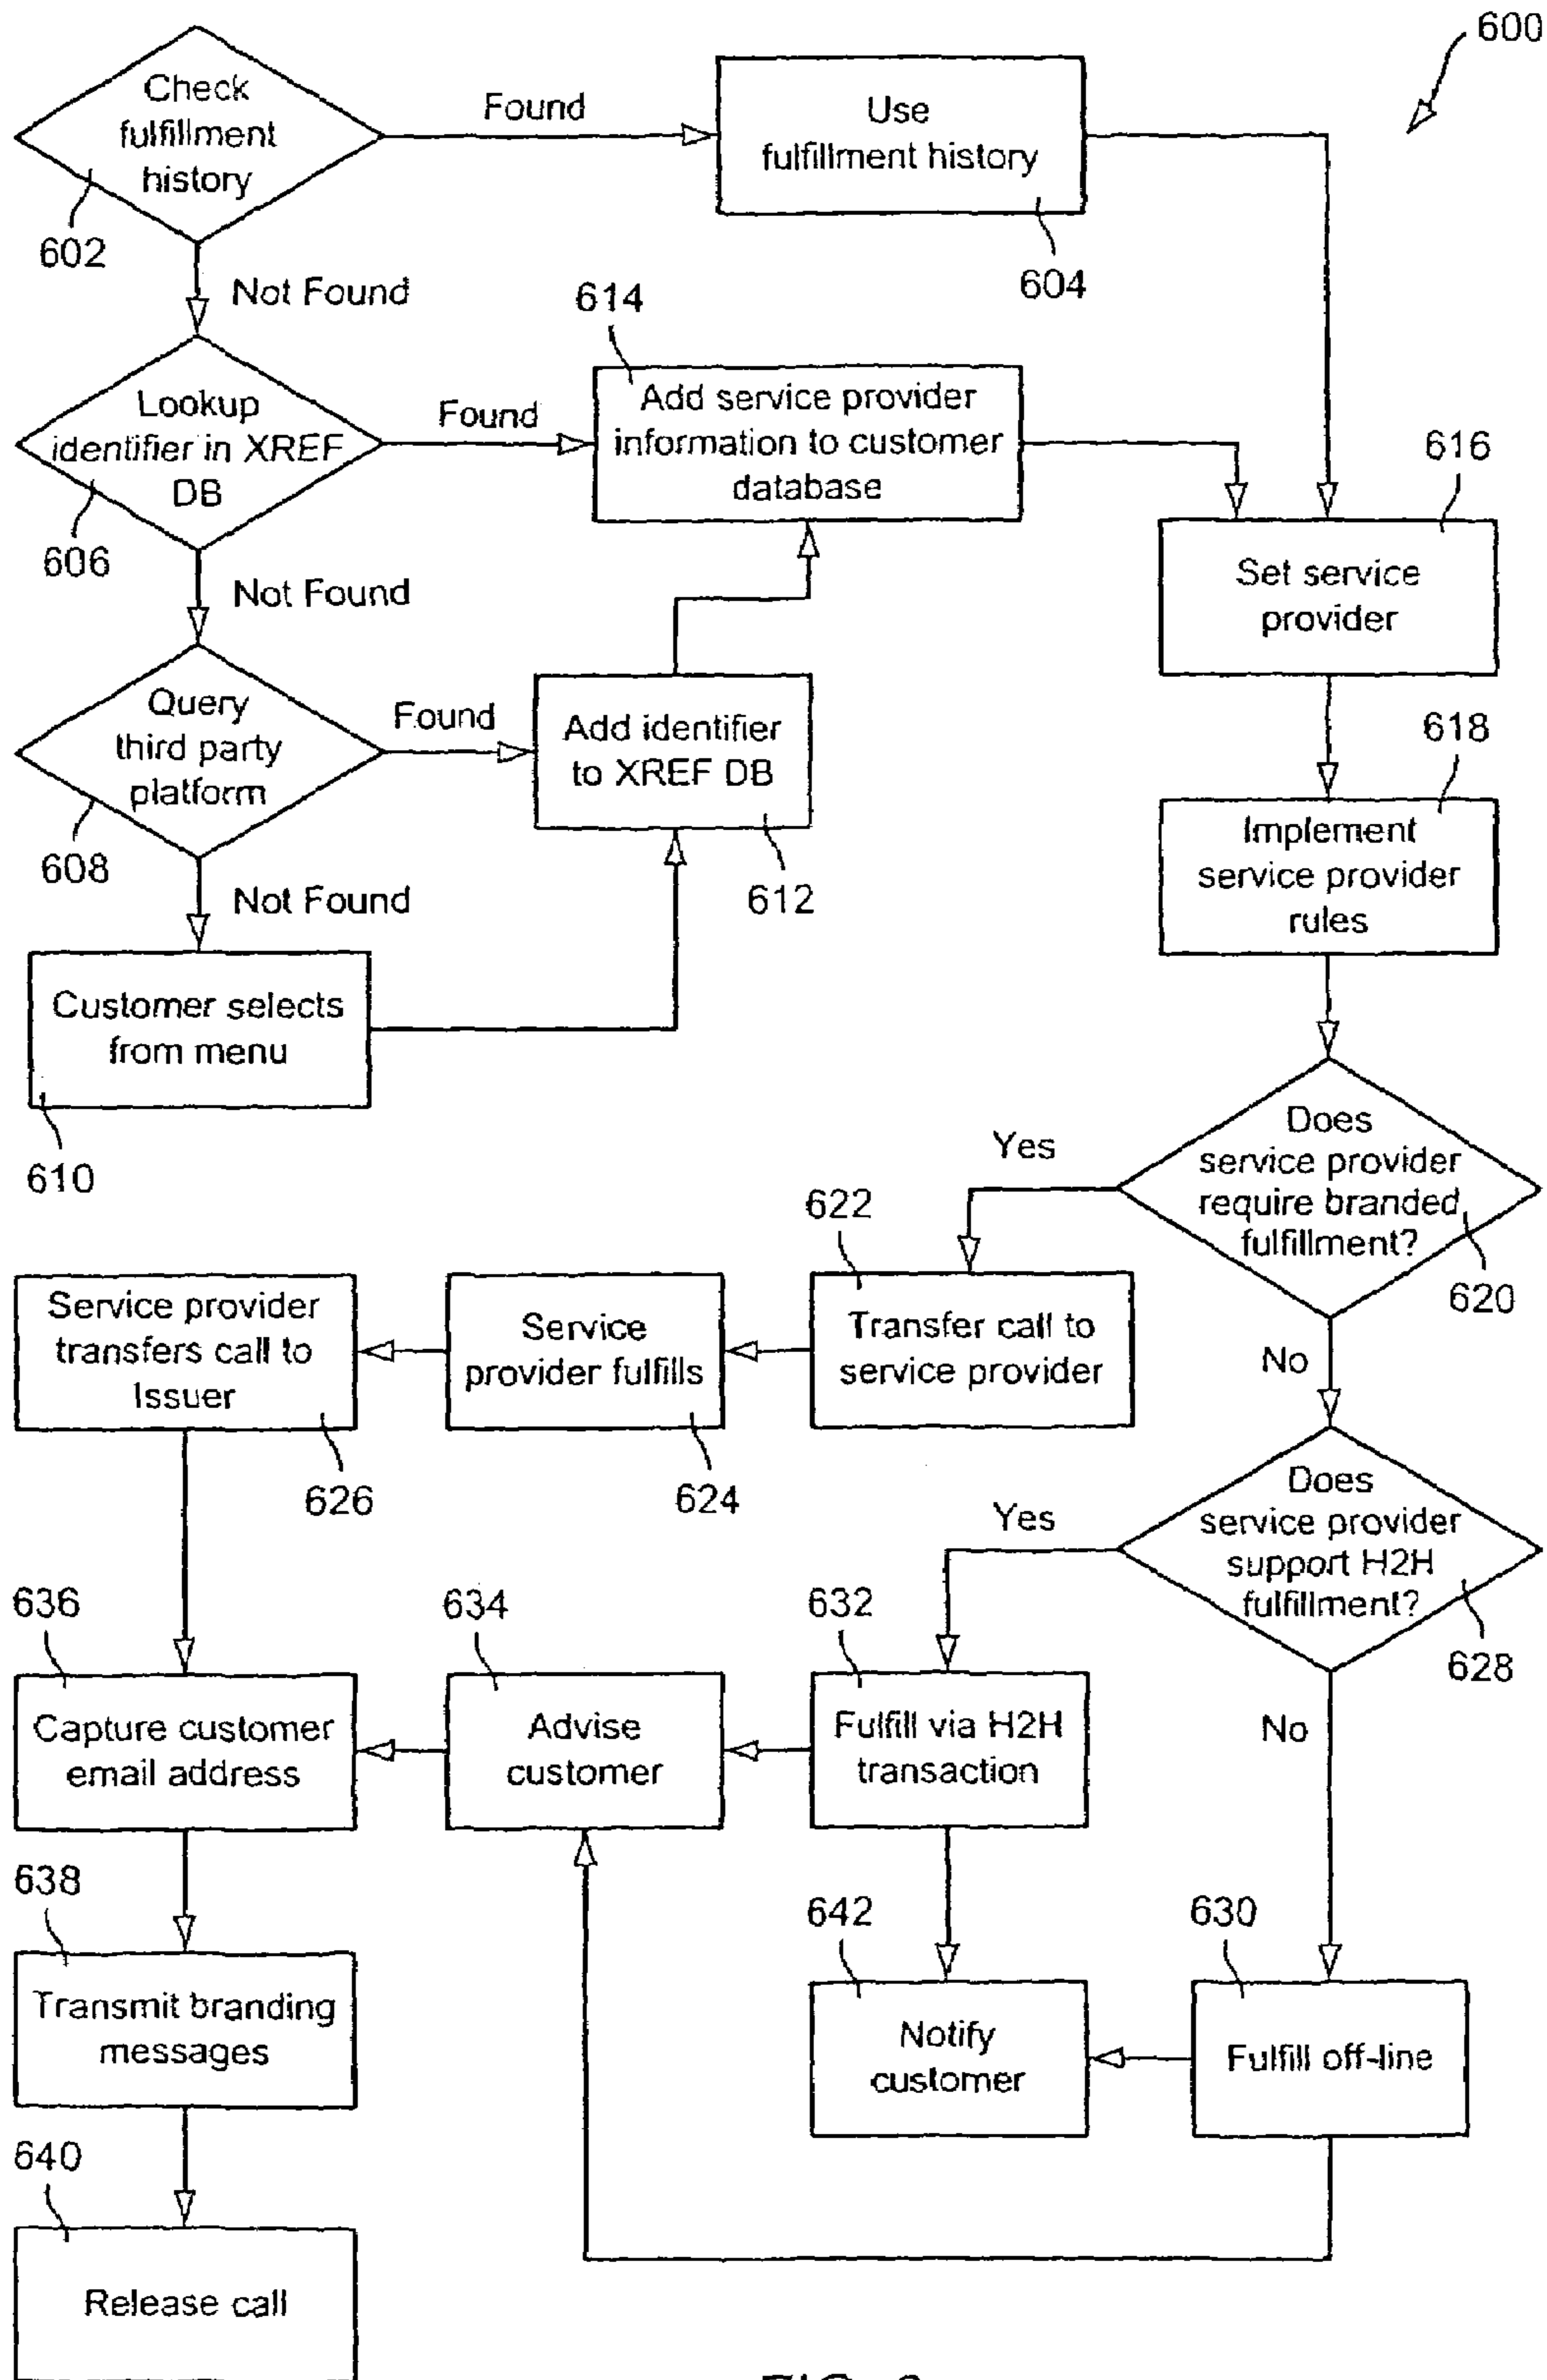 600
Check
fulfillment
history
602
Found
Use
fulfillment history
604
Not Found
Lookup
identifier in XREF
DB
606
Found
614
Add service provider
information to customer
database
616
Set service
provider
Not Found
Query
third party
platform
608
Found
Add identifier
to XREF DB
612
618
Implement
service provider
rules
Not Found
Customer selects
from menu
610
Does
service provider
require branded
fulfillment?
620
Yes
622
Transfer call to
service provider
Service
provider fulfills
624
Service provider
transfers call to
Issuer
626
No
Does
service provider
support H2H
fulfillment?
628
Yes
632
Fulfill via H2H
transaction
634
Advise
customer
636
Capture customer
email address
No
638
Transmit branding
messages
642
Notify
customer
630
Fulfill off-line
640
Release call